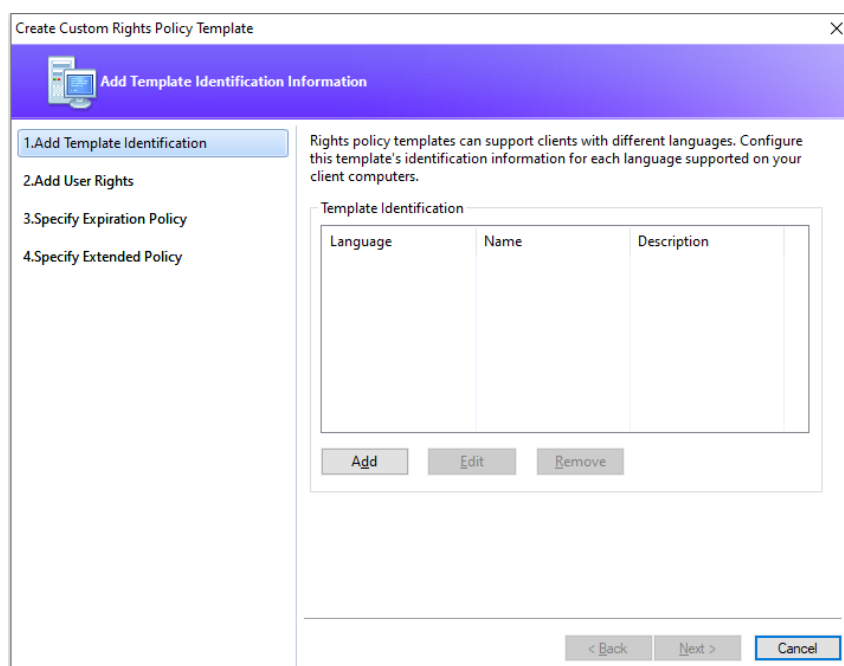 Create Custom Rights Policy Template
Add Template Identification Information
1.Add Template Identification
2.Add User Rights
3.Specify Expiration Policy
4.Specify Extended Policy
Rights policy templates can support clients with different languages. Configure
this template's identification information for each language supported on your
client computers.
Template Identification
Language Name Description
Add Edit Remove
< Back Next > Cancel